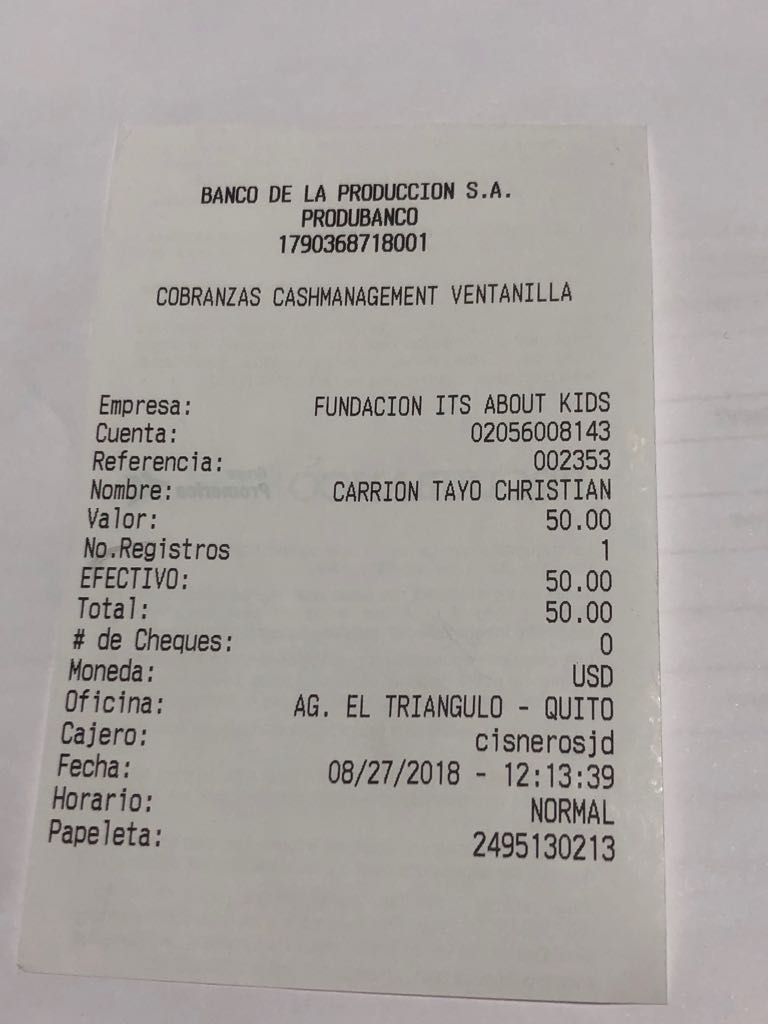 BANCO DE LA PRODUCCION S.A.
PRODUBANCO
1790368718001
COBRANZAS CASHMANAGEMENT VENTANILLA
Empresa: FUNDACION ITS ABOUT KIDS
Cuenta: 02056008143
Referencia: 002353
Nombre: CARRION TAYO CHRISTIAN
Valor: 50.00
No.Registros 1
EFECTIVO: 50.00
Total: 50.00
# de Cheques: 0
Moneda: USD
Oficina: AG. EL TRIANGULO - QUITO
Cajero: cisnerosjd
Fecha: 08/27/2018 - 12:13:39
Horario: NORMAL
Papeleta: 2495130213